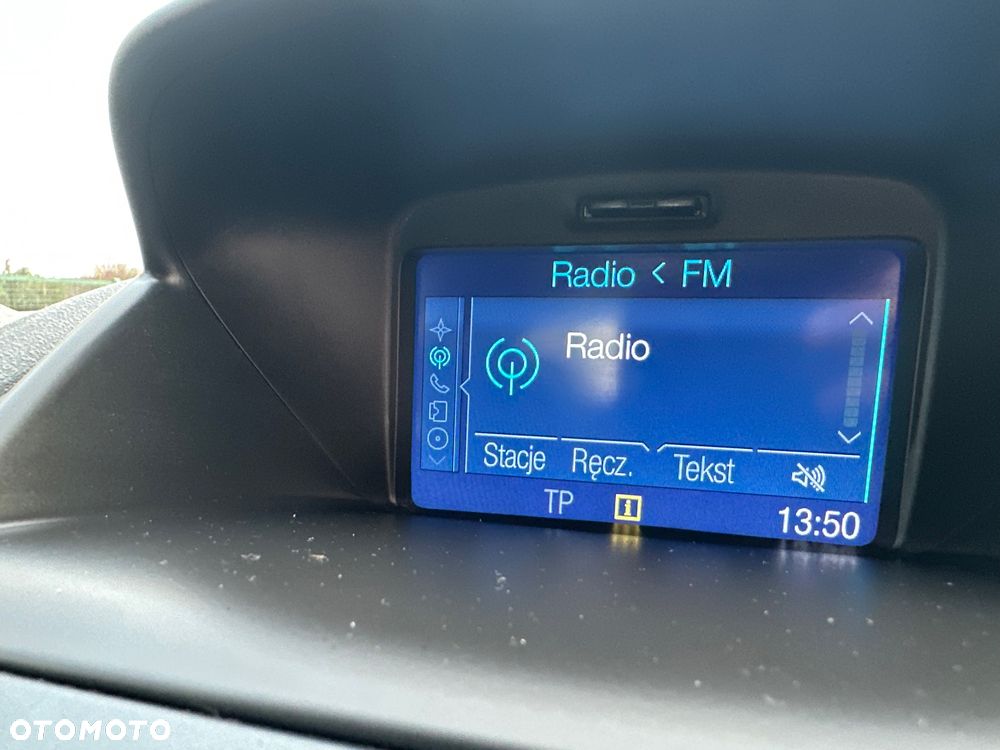 Radio < FM
Radio
Stacje Ręcz. Tekst
TP i 13:50
OTOMOTO